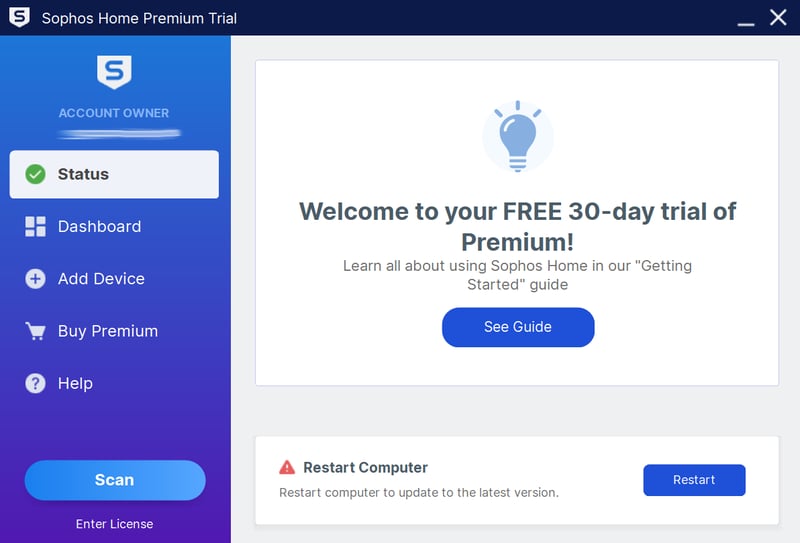 Sophos Home Premium Trial
ACCOUNT OWNER
Status
Dashboard
Add Device
Buy Premium
Help
Scan
Enter License
Welcome to your FREE 30-day trial of
Premium!
Learn all about using Sophos Home in our "Getting
Started" guide
See Guide
Restart Computer
Restart computer to update to the latest version.
Restart